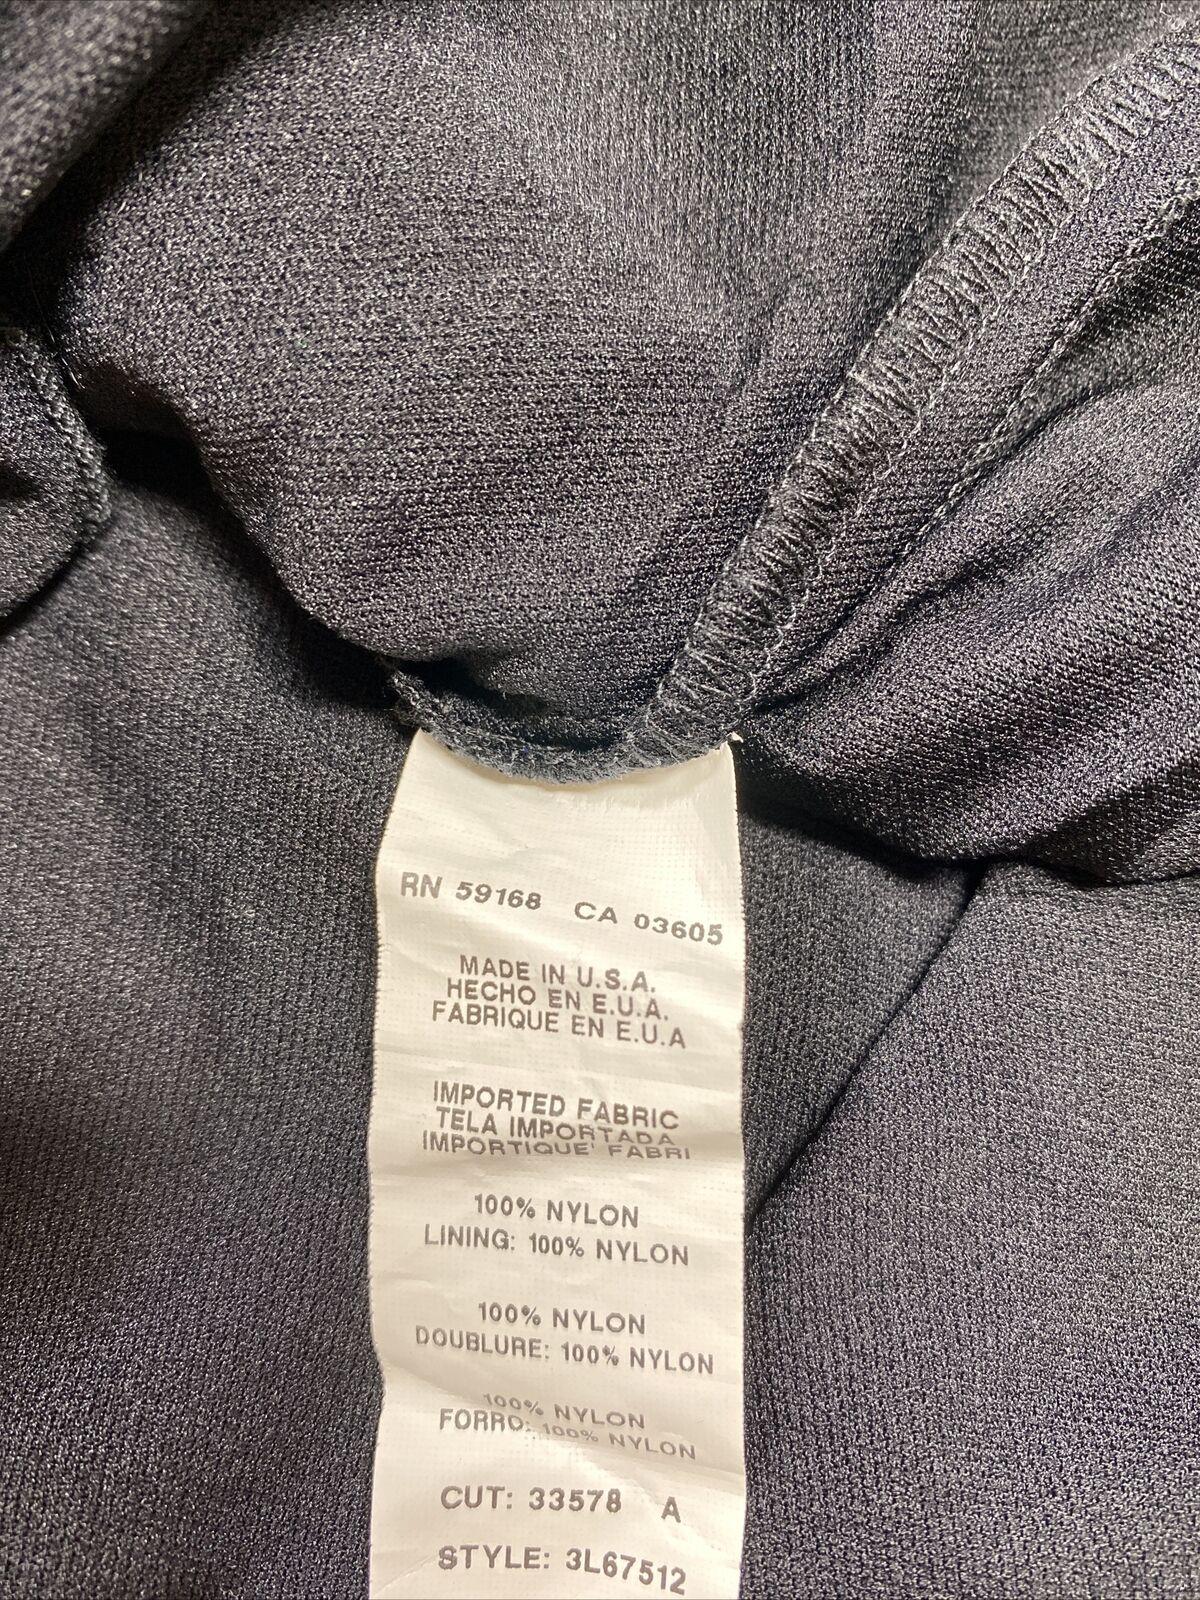 RN 59168 CA 03605
MADE IN U.S.A.
HECHO EN E.U.A.
FABRIQUE EN E.U.A
IMPORTED FABRIC
TELA IMPORTADA
IMPORTIQUE' FABRI
100% NYLON
LINING: 100% NYLON
100% NYLON
DOUBLURE: 100% NYLON
100% NYLON
FORRO: 100% NYLON
CUT: 33578 A
STYLE: 3L67512